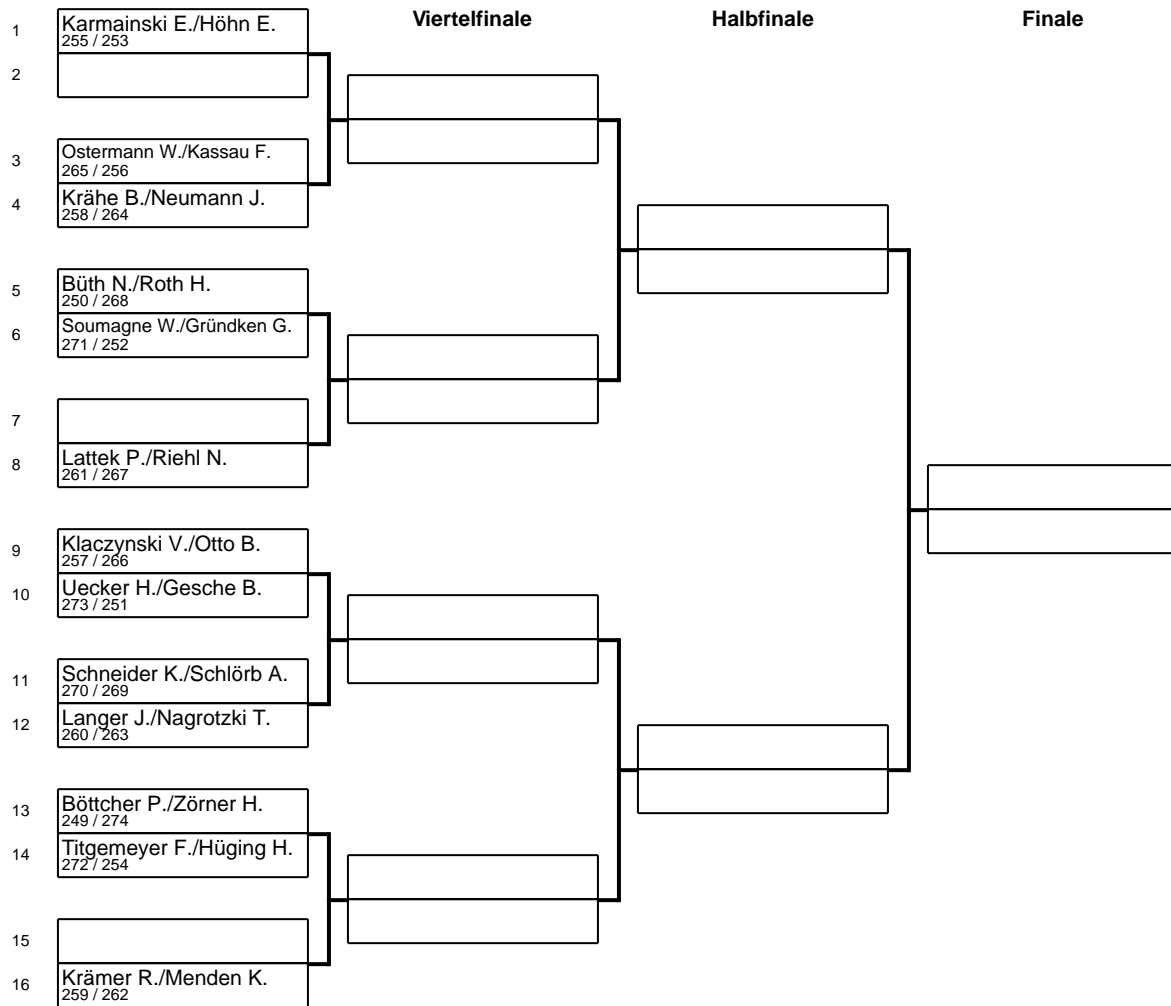 Viertelfinale Halbfinale Finale
1 Karmainski E./Höhn E.
255 / 253
2
3 Ostermann W./Kassau F.
265 / 256
4 Krähe B./Neumann J.
258 / 264
5 Büth N./Roth H.
250 / 268
6 Soumagne W./Gründken G.
271 / 252
7
8 Lattek P./Riehl N.
261 / 267
9 Klaczynski V./Otto B.
257 / 266
10 Uecker H./Gesche B.
273 / 251
11 Schneider K./Schlörb A.
270 / 269
12 Langer J./Nagrotzki T.
260 / 263
13 Böttcher P./Zörner H.
249 / 274
14 Titgemeyer F./Hüging H.
272 / 254
15
16 Krämer R./Menden K.
259 / 262